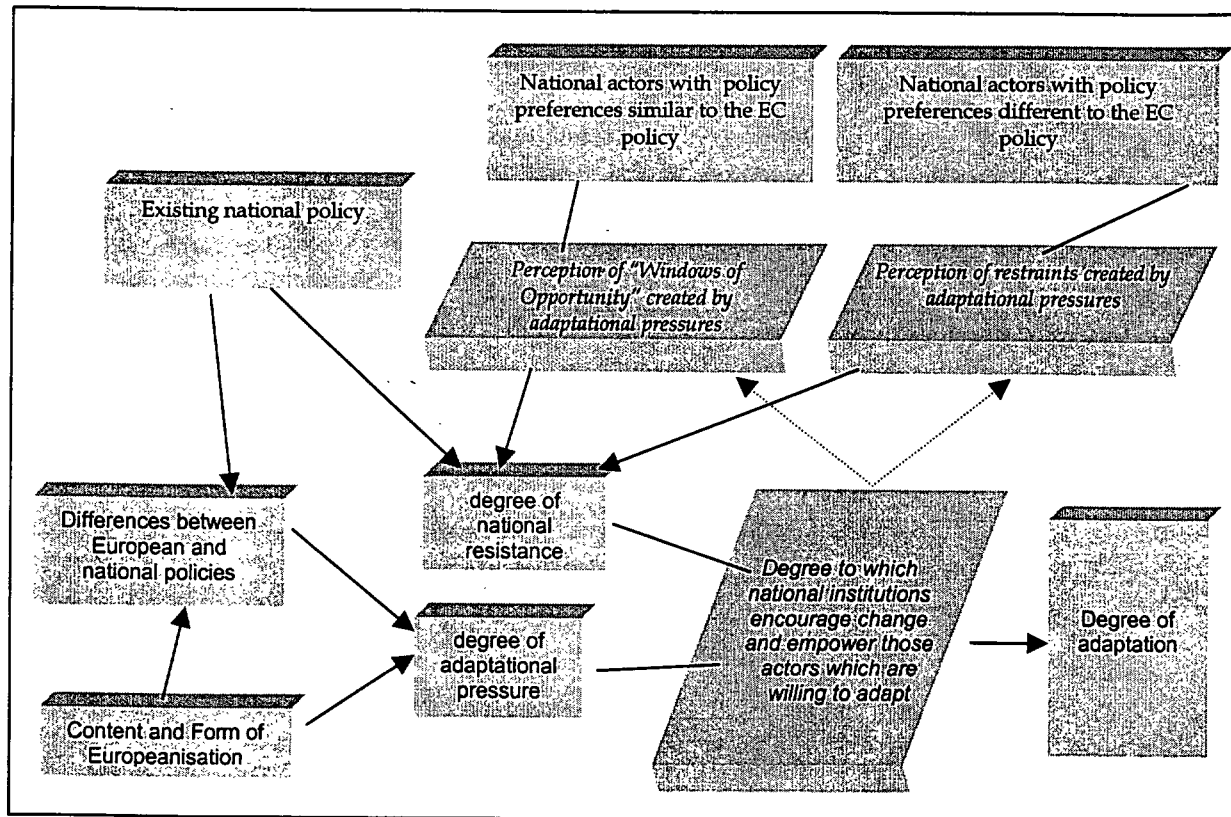 National actors with policy
preferences similar to the EC
policy
National actors with policy
preferences different to the EC
policy
Existing national policy
Perception of "Windows of
Opportunity" created by
adaptational pressures
Perception of restraints created by
adaptational pressures
Differences between
European and
national policies
degree of
national
resistance
Degree to which
national institutions
encourage change
and empower those
actors which are
willing to adapt
Degree of
adaptation
degree of
adaptational
pressure
Content and Form of
Europeanisation